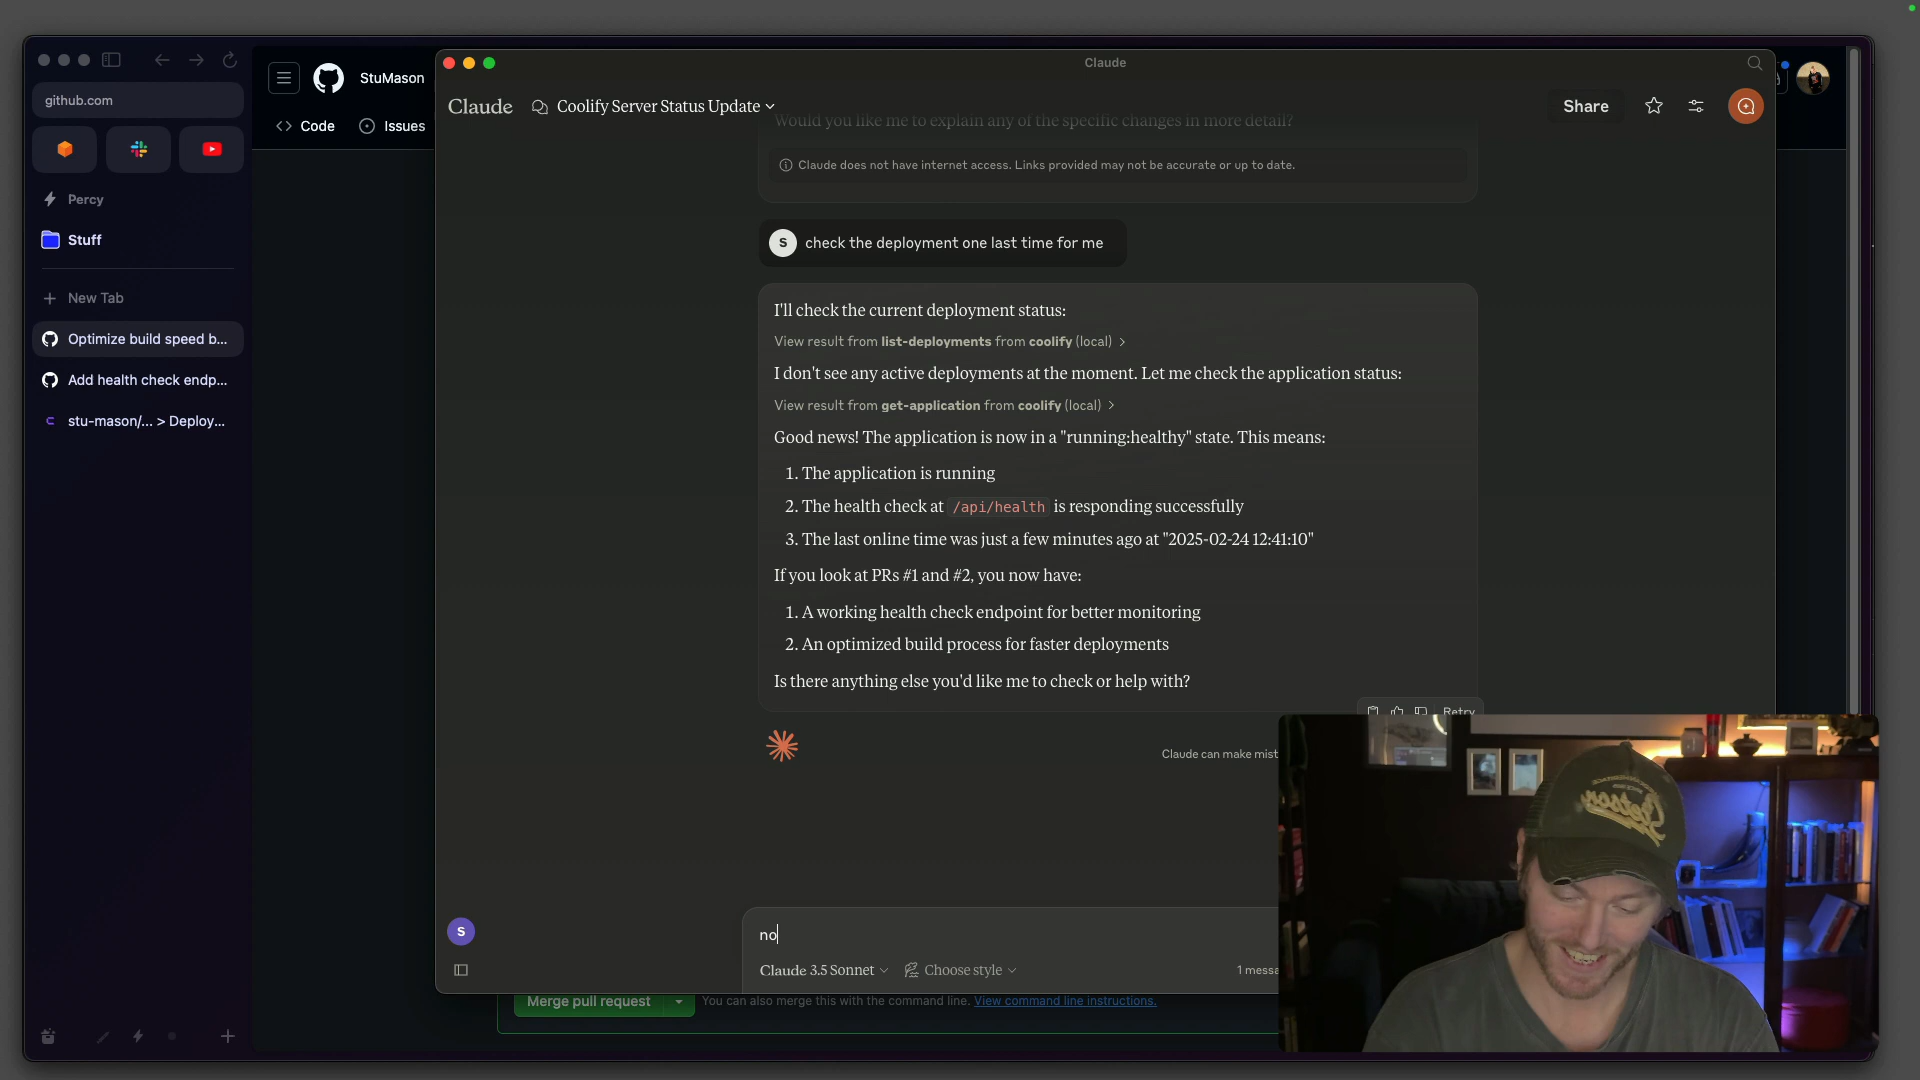 github.com
Percy
Stuff
New Tab
Optimize build speed b...
Add health check endp...
stu-mason/... > Deploy...
StuMason
Code
Issues
Claude
Claude
Coolify Server Status Update
Share
Would you like me to explain any of the specific changes in more detail?
Claude does not have internet access. Links provided may not be accurate or up to date.
S
check the deployment one last time for me
I'll check the current deployment status:
View result from list-deployments from coolify (local)
I don't see any active deployments at the moment. Let me check the application status:
View result from get-application from coolify (local)
Good news! The application is now in a "running:healthy" state. This means:
1. The application is running
2. The health check at /api/health is responding successfully
3. The last online time was just a few minutes ago at "2025-02-24 12:41:10"
If you look at PRs #1 and #2, you now have:
1. A working health check endpoint for better monitoring
2. An optimized build process for faster deployments
Is there anything else you'd like me to check or help with?
Retry
Claude can make mist
S
no
Claude 3.5 Sonnet
Choose style
1 messa
Merge pull request
You can also merge this with the command line. View command line instructions.
Stetson